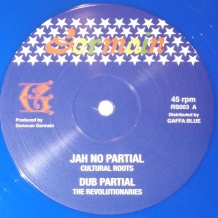 Germain
Produced by
Donovan Germain
45 rpm
RS003 A
Distributed by
GAFFA BLUE
JAH NO PARTIAL
CULTURAL ROOTS
DUB PARTIAL
THE REVOLUTIONARIES